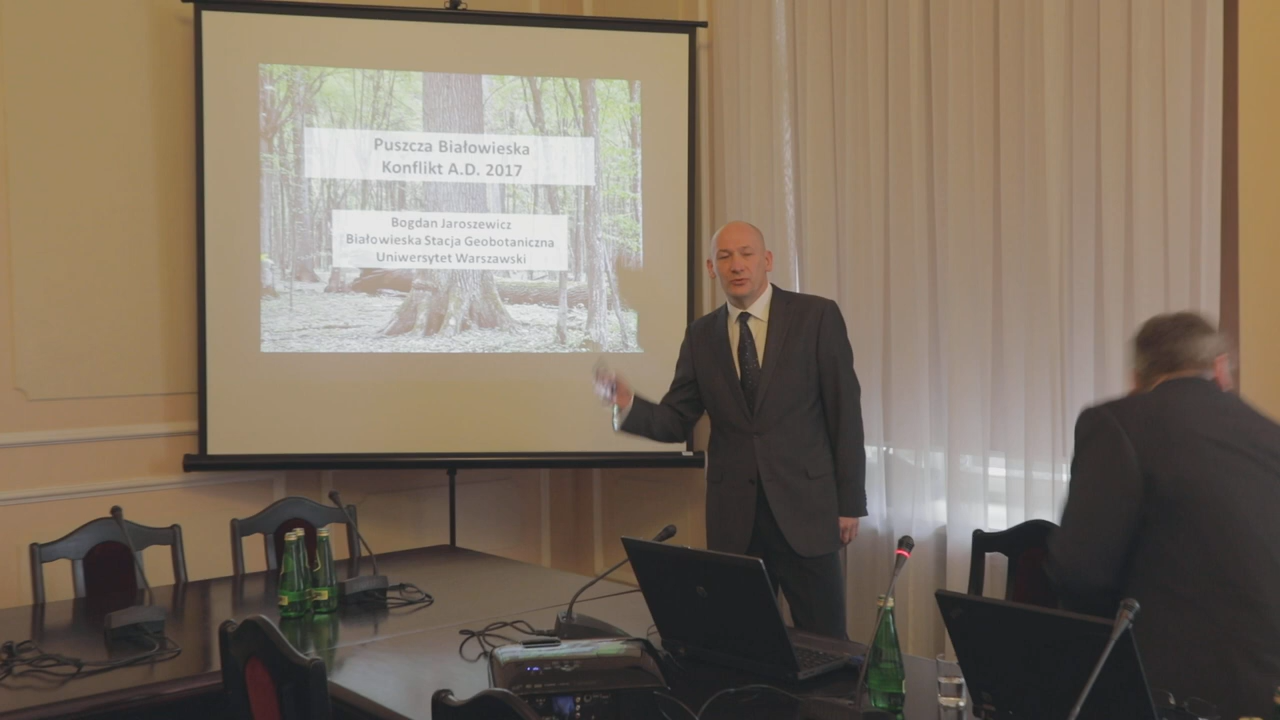 Puszcza Białowieska
Konflikt A.D. 2017
Bogdan Jaroszewicz
Białowieska Stacja Geobotaniczna
Uniwersytet Warszawski